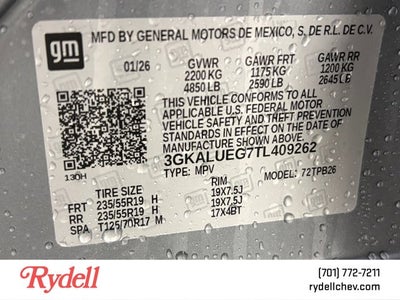 gm
MFD BY GENERAL MOTORS DE MEXICO, S. DE R.L. DE C.V.
01/26 GVWR GAWR FRT GAWR RR
2200 KG 1175 KG 1200 KG
4850 LB 2590 LB 2645 LB
THIS VEHICLE CONFORMS TO ALL
APPLICABLE U.S. FEDERAL MOTOR
VEHICLE SAFETY AND THEFT PREVENTION
STANDARDS IN EFFECT ON THE DATE OF
MANUFACTURE SHOWN ABOVE.
3GKALUEG7TL409262
130H TYPE: MPV MODEL: 72TPB26
TIRE SIZE RIM
FRT 235/55R19 H 19X7.5J
RR 235/55R19 H 19X7.5J
SPA T125/70R17 M 17X4BT
Rydell
(701) 772-7211
rydellchev.com